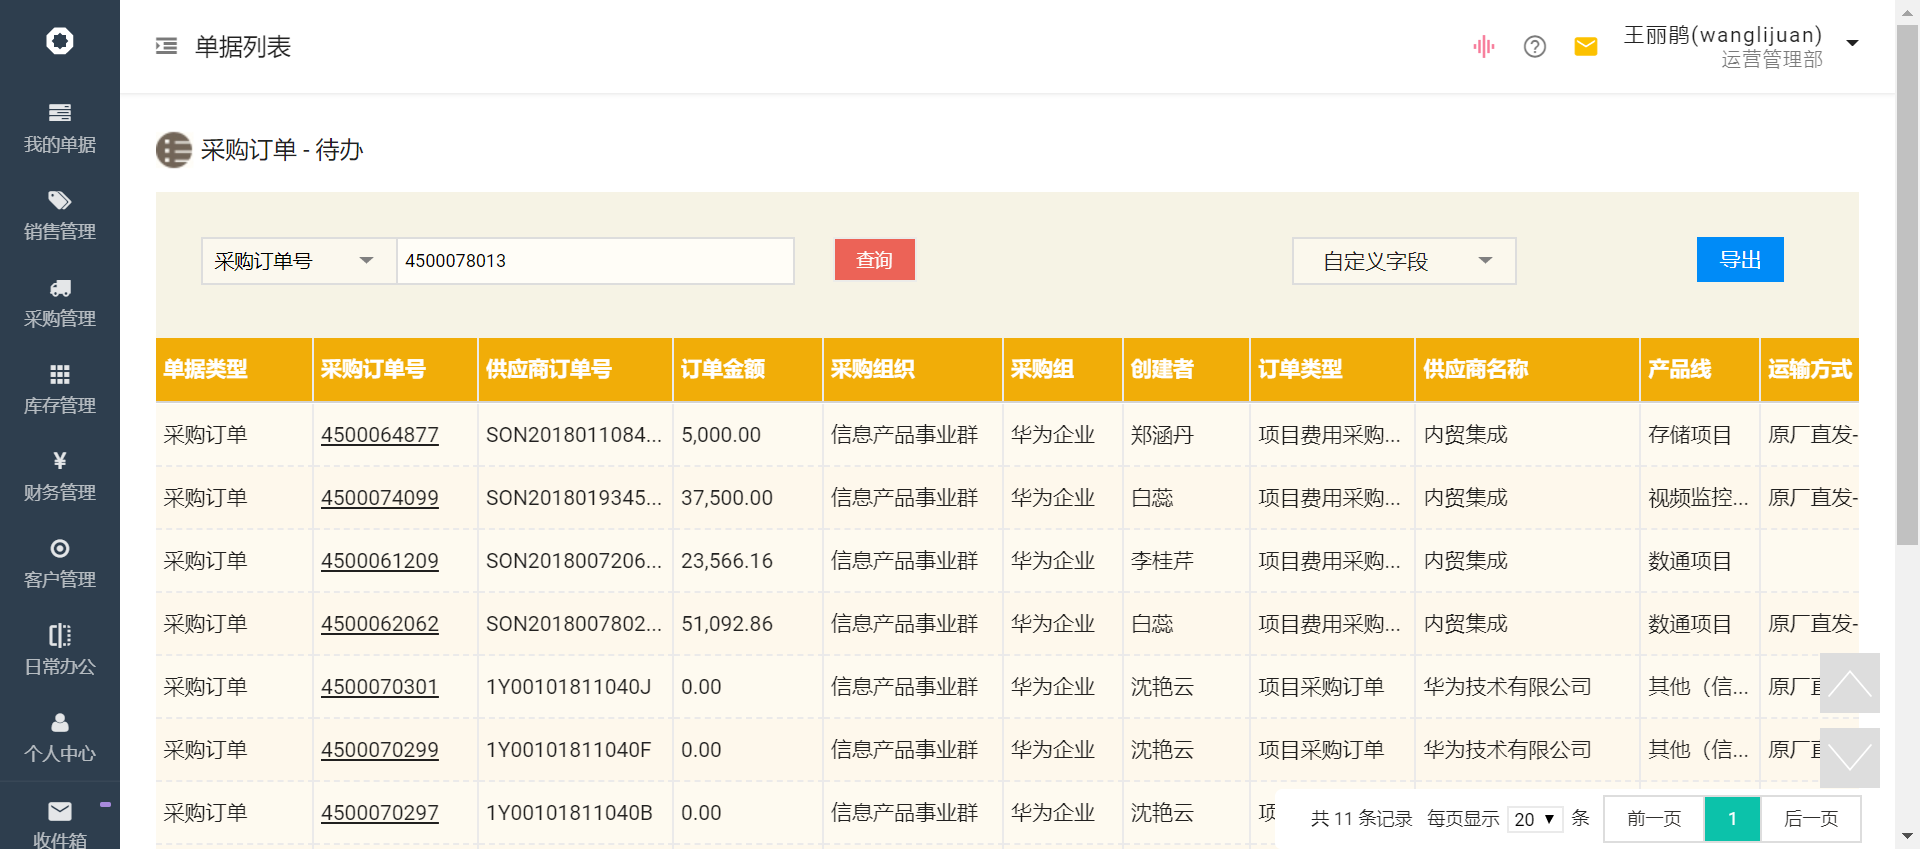 单据列表
王丽鹃(wanglijuan)
运营管理部
我的单据
销售管理
采购管理
库存管理
¥
财务管理
客户管理
日常办公
个人中心
收件箱
采购订单 - 待办
采购订单号 4500078013 查询 自定义字段 导出
单据类型 采购订单号 供应商订单号 订单金额 采购组织 采购组 创建者 订单类型 供应商名称 产品线 运输方式
采购订单 4500064877 SON2018011084... 5,000.00 信息产品事业群 华为企业 郑涵丹 项目费用采购... 内贸集成 存储项目 原厂直发-
采购订单 4500074099 SON2018019345... 37,500.00 信息产品事业群 华为企业 白蕊 项目费用采购... 内贸集成 视频监控... 原厂直发-
采购订单 4500061209 SON2018007206... 23,566.16 信息产品事业群 华为企业 李桂芹 项目费用采购... 内贸集成 数通项目
采购订单 4500062062 SON2018007802... 51,092.86 信息产品事业群 华为企业 白蕊 项目费用采购... 内贸集成 数通项目 原厂直发-
采购订单 4500070301 1Y00101811040J 0.00 信息产品事业群 华为企业 沈艳云 项目采购订单 华为技术有限公司 其他（信... 原厂
采购订单 4500070299 1Y00101811040F 0.00 信息产品事业群 华为企业 沈艳云 项目采购订单 华为技术有限公司 其他（信... 原厂
采购订单 4500070297 1Y00101811040B 0.00 信息产品事业群 华为企业 沈艳云
共 11 条记录 每页显示 20 条 前一页 1 后一页